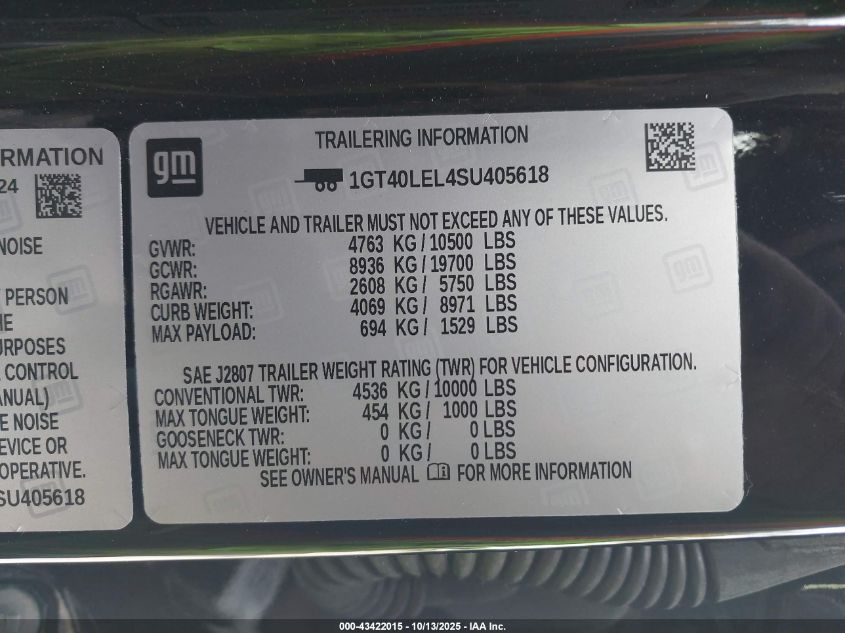 ORMATION
24
NOISE
PERSON
HE
URPOSES
CONTROL
ANUAL)
E NOISE
EVICE OR
OPERATIVE.
SU405618
gm
TRAILERING INFORMATION
1GT40LEL4SU405618
VEHICLE AND TRAILER MUST NOT EXCEED ANY OF THESE VALUES.
GVWR: 4763 KG / 10500 LBS
GCWR: 8936 KG / 19700 LBS
RGAWR: 2608 KG / 5750 LBS
CURB WEIGHT: 4069 KG / 8971 LBS
MAX PAYLOAD: 694 KG / 1529 LBS
SAE J2807 TRAILER WEIGHT RATING (TWR) FOR VEHICLE CONFIGURATION.
CONVENTIONAL TWR: 4536 KG / 10000 LBS
MAX TONGUE WEIGHT: 454 KG / 1000 LBS
GOOSENECK TWR: 0 KG / 0 LBS
MAX TONGUE WEIGHT: 0 KG / 0 LBS
SEE OWNER'S MANUAL FOR MORE INFORMATION
000-43422015 - 10/13/2025 - IAA Inc.